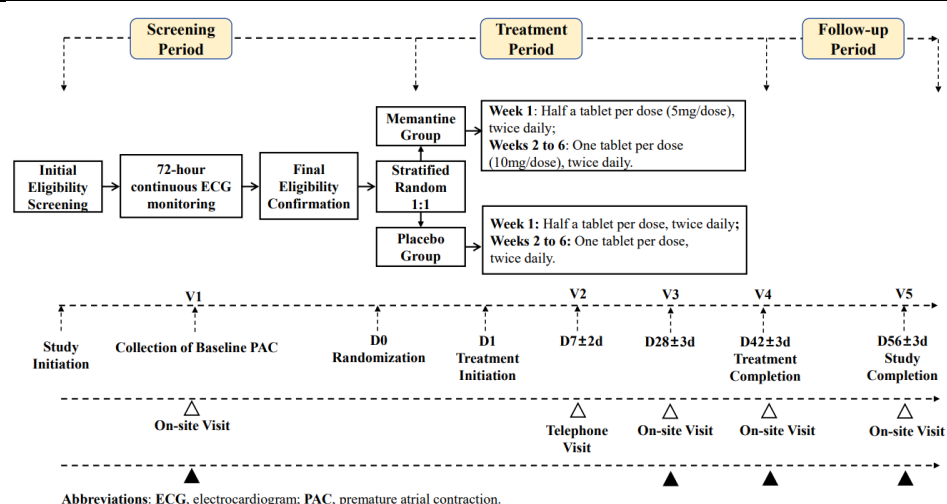 Screening
Period
Treatment
Period
Follow-up
Period
Initial
Eligibility
Screening
72-hour
continuous ECG
monitoring
Final
Eligibility
Confirmation
Memantine
Group
Stratified
Random
1:1
Placebo
Group
Week 1: Half a tablet per dose (5mg/dose),
twice daily;
Weeks 2 to 6: One tablet per dose
(10mg/dose), twice daily.
Week 1: Half a tablet per dose, twice daily;
Weeks 2 to 6: One tablet per dose,
twice daily.
V1
V2
V3
V4
V5
Study
Initiation
Collection of Baseline PAC
D0
Randomization
D1
Treatment
Initiation
D7±2d
D28±3d
D42±3d
Treatment
Completion
D56±3d
Study
Completion
On-site Visit
Telephone
Visit
On-site Visit
On-site Visit
On-site Visit
Abbreviations: ECG, electrocardiogram; PAC, premature atrial contraction.